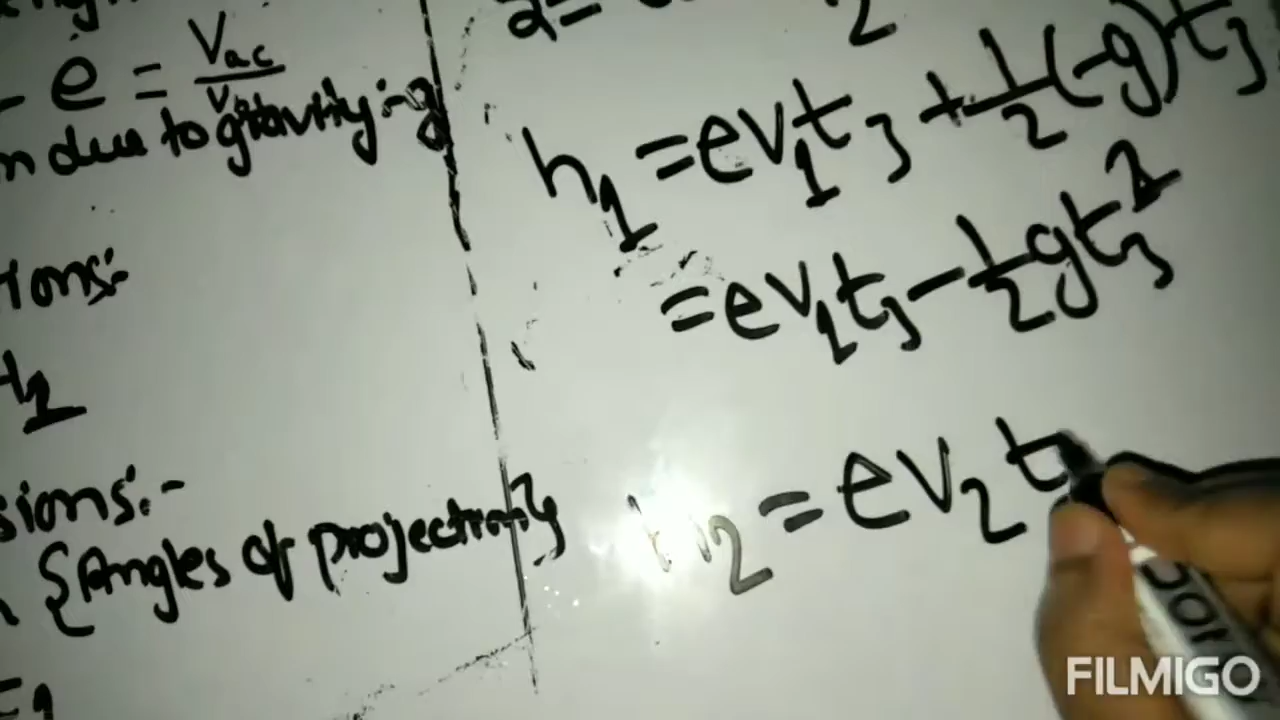 e = Vac
n due to gravity:- g
ions:-
sions:-
{Angles of projection}
2
h1 = ev1t3 + 1/2(-g)t3
= ev1t3 - 1/2gt3²
h2 = ev2t
FILMIGO